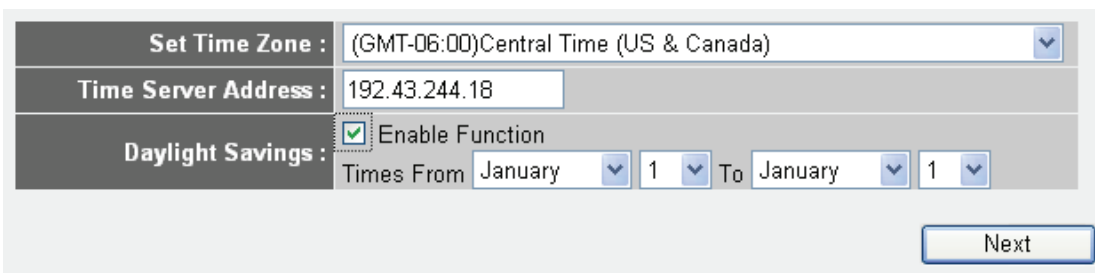 Set Time Zone : (GMT-06:00)Central Time (US & Canada)
Time Server Address : 192.43.244.18
Daylight Savings : Enable Function
Times From January 1 To January 1
Next